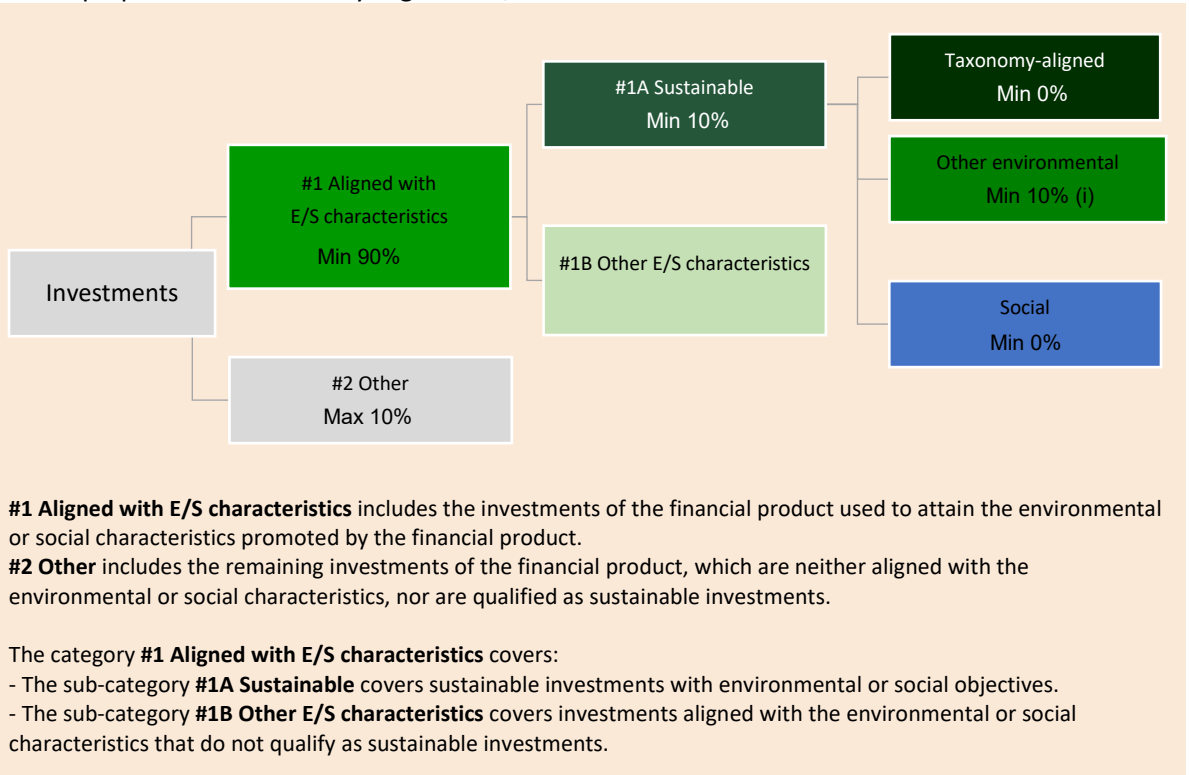 Investments
#1 Aligned with
E/S characteristics
Min 90%
#2 Other
Max 10%
#1A Sustainable
Min 10%
#1B Other E/S characteristics
Taxonomy-aligned
Min 0%
Other environmental
Min 10% (i)
Social
Min 0%
#1 Aligned with E/S characteristics includes the investments of the financial product used to attain the environmental
or social characteristics promoted by the financial product.
#2 Other includes the remaining investments of the financial product, which are neither aligned with the
environmental or social characteristics, nor are qualified as sustainable investments.
The category #1 Aligned with E/S characteristics covers:
- The sub-category #1A Sustainable covers sustainable investments with environmental or social objectives.
- The sub-category #1B Other E/S characteristics covers investments aligned with the environmental or social
characteristics that do not qualify as sustainable investments.